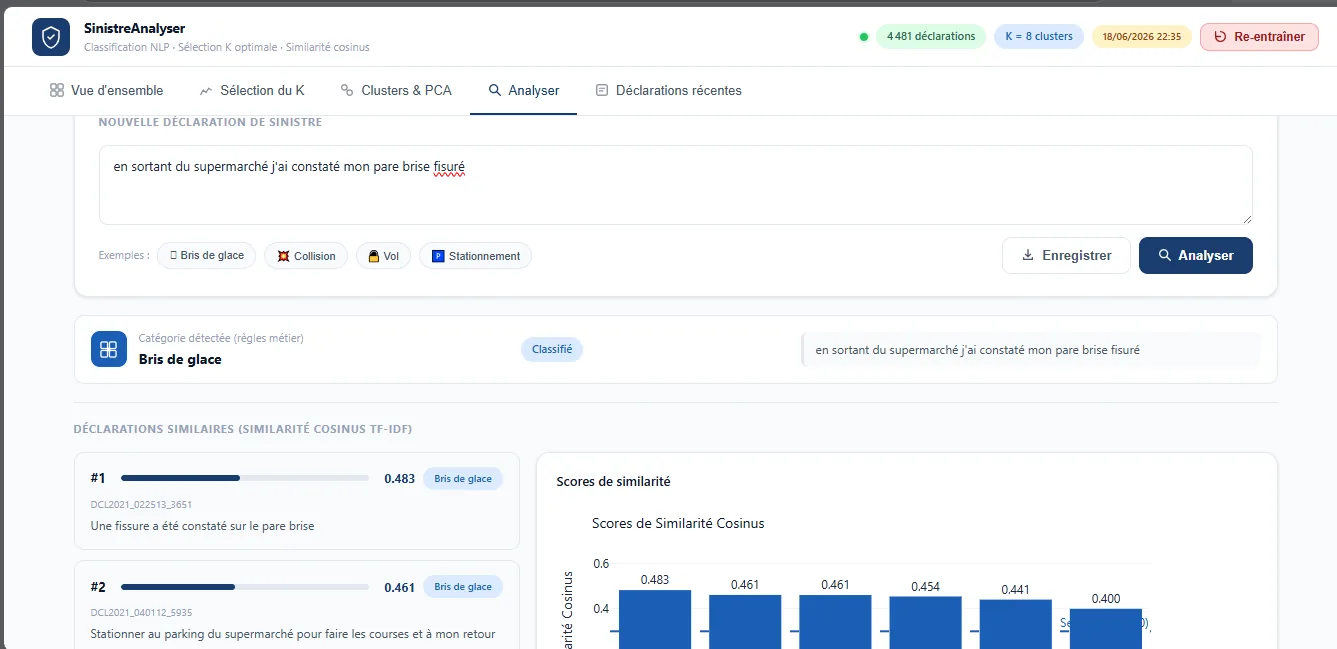 SinistreAnalyser
Classification NLP · Sélection K optimale · Similarité cosinus
4 481 déclarations
K = 8 clusters
18/06/2026 22:35
Re-entraîner
Vue d'ensemble
Sélection du K
Clusters & PCA
Analyser
Déclarations récentes
NOUVELLE DÉCLARATION DE SINISTRE
en sortant du supermarché j'ai constaté mon pare brise fisuré
Exemples :
Bris de glace
Collision
Vol
P Stationnement
Enregistrer
Analyser
Catégorie détectée (règles métier)
Bris de glace
Classifié
en sortant du supermarché j'ai constaté mon pare brise fisuré
DÉCLARATIONS SIMILAIRES (SIMILARITÉ COSINUS TF-IDF)
#1
0.483
Bris de glace
DCL2021_022513_3651
Une fissure a été constaté sur le pare brise
#2
0.461
Bris de glace
DCL2021_040112_5935
Stationner au parking du supermarché pour faire les courses et à mon retour
Scores de similarité
Scores de Similarité Cosinus
0.6
0.4
arité Cosinus
0.483
0.461
0.461
0.454
0.441
0.400